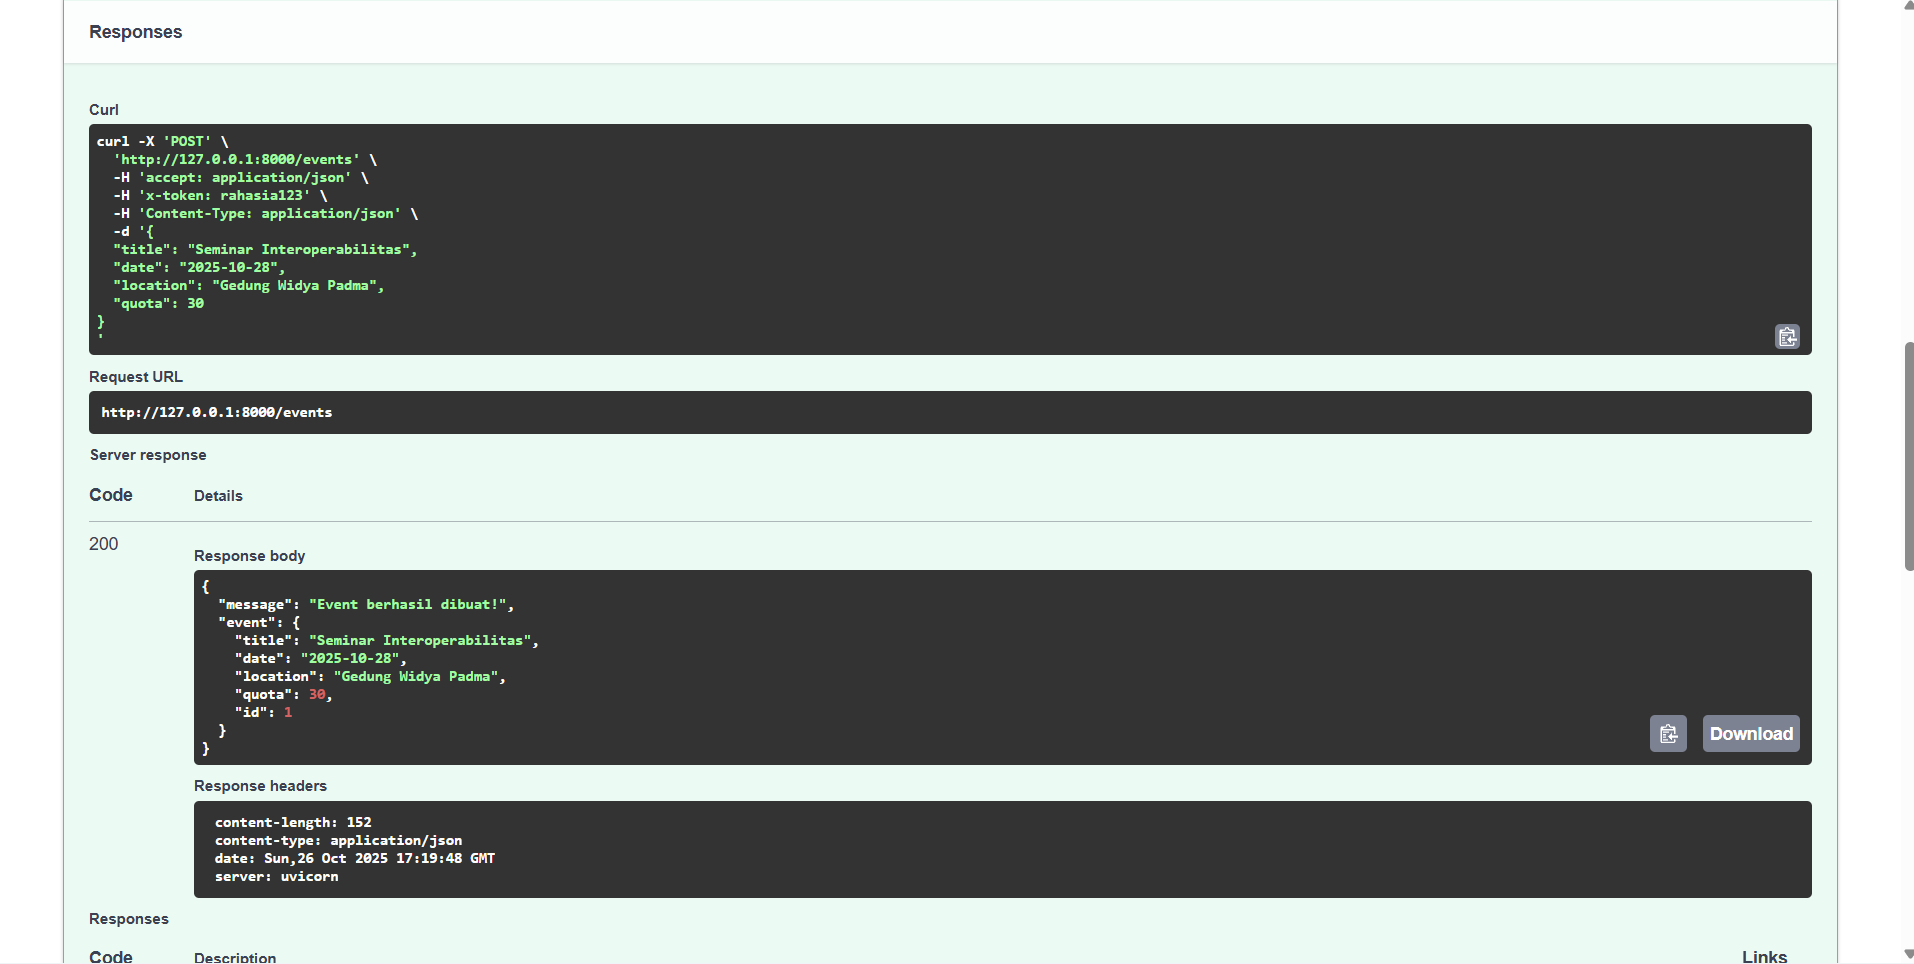 Responses
Curl
curl -X 'POST' \
  'http://127.0.0.1:8000/events' \
  -H 'accept: application/json' \
  -H 'x-token: rahasia123' \
  -H 'Content-Type: application/json' \
  -d '{
  "title": "Seminar Interoperabilitas",
  "date": "2025-10-28",
  "location": "Gedung Widya Padma",
  "quota": 30
}
'
Request URL
http://127.0.0.1:8000/events
Server response
Code Details
200
Response body
{
  "message": "Event berhasil dibuat!",
  "event": {
    "title": "Seminar Interoperabilitas",
    "date": "2025-10-28",
    "location": "Gedung Widya Padma",
    "quota": 30,
    "id": 1
  }
}
Download
Response headers
content-length: 152
content-type: application/json
date: Sun,26 Oct 2025 17:19:48 GMT
server: uvicorn
Responses
Code Description Links